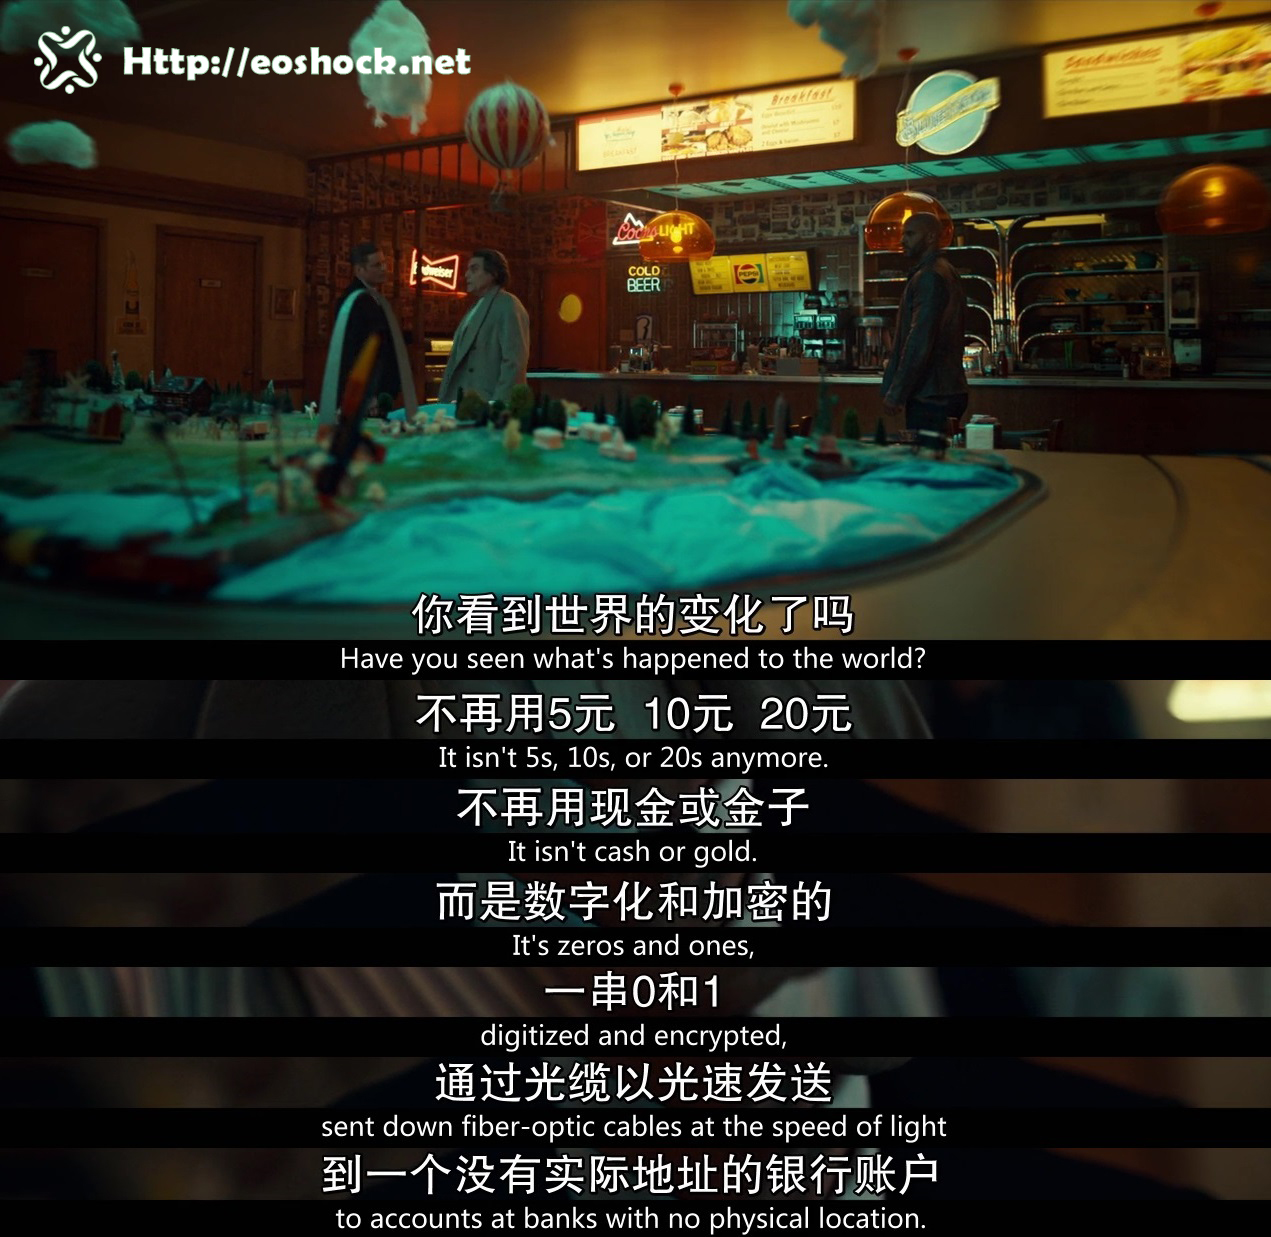 Http://eoshock.net
Breakfast
Sandwiches
Coors LIGHT
Budweiser
COLD
BEER
PEPSI
你看到世界的变化了吗
Have you seen what's happened to the world?
不再用5元 10元 20元
It isn't 5s, 10s, or 20s anymore.
不再用现金或金子
It isn't cash or gold.
而是数字化和加密的
It's zeros and ones,
一串0和1
digitized and encrypted,
通过光缆以光速发送
sent down fiber-optic cables at the speed of light
到一个没有实际地址的银行账户
to accounts at banks with no physical location.